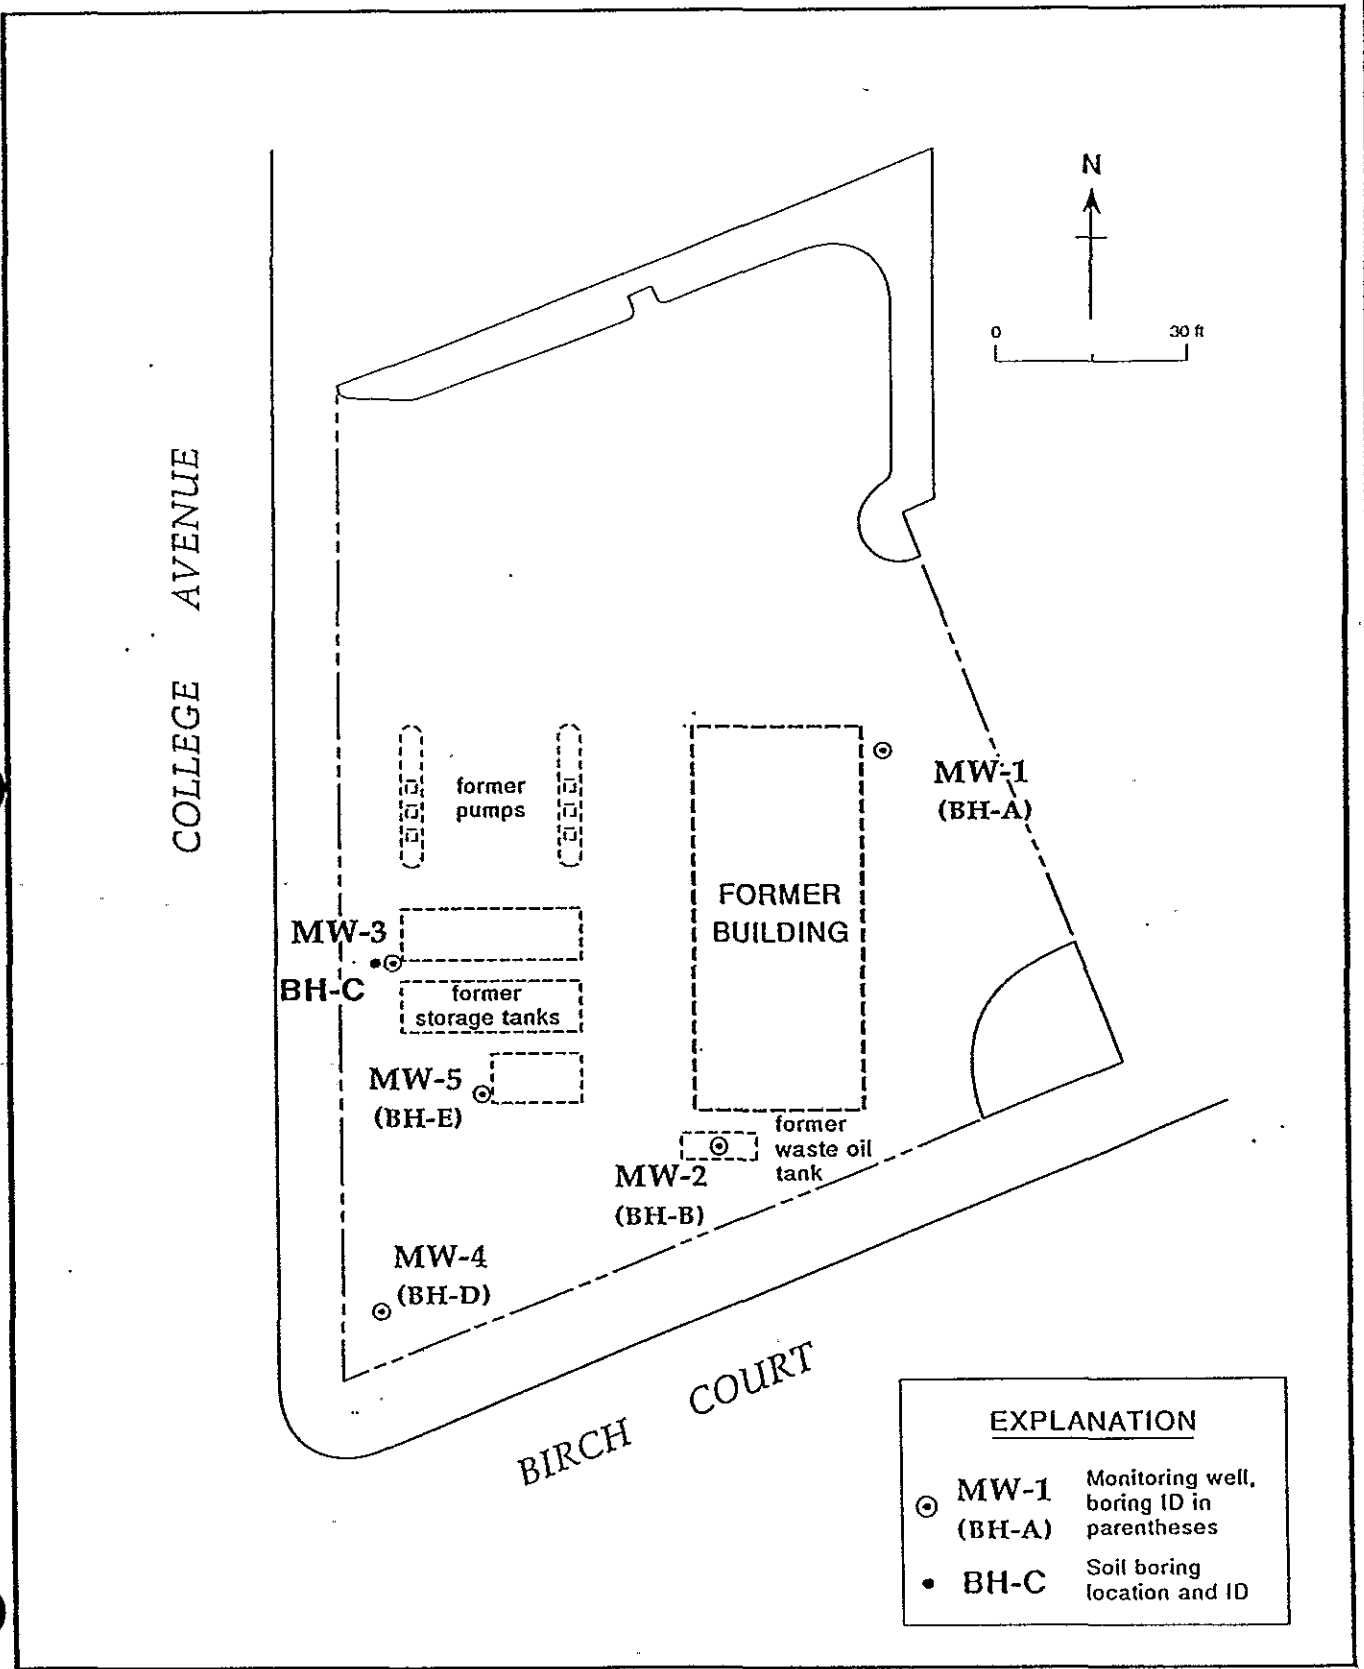 N
0 30 ft
COLLEGE AVENUE
former
pumps
MW-1
(BH-A)
FORMER
BUILDING
MW-3
BH-C
former
storage tanks
MW-5
(BH-E)
former
waste oil
tank
MW-2
(BH-B)
MW-4
(BH-D)
BIRCH COURT
EXPLANATION
MW-1
(BH-A)
Monitoring well,
boring ID in
parentheses
BH-C
Soil boring
location and ID